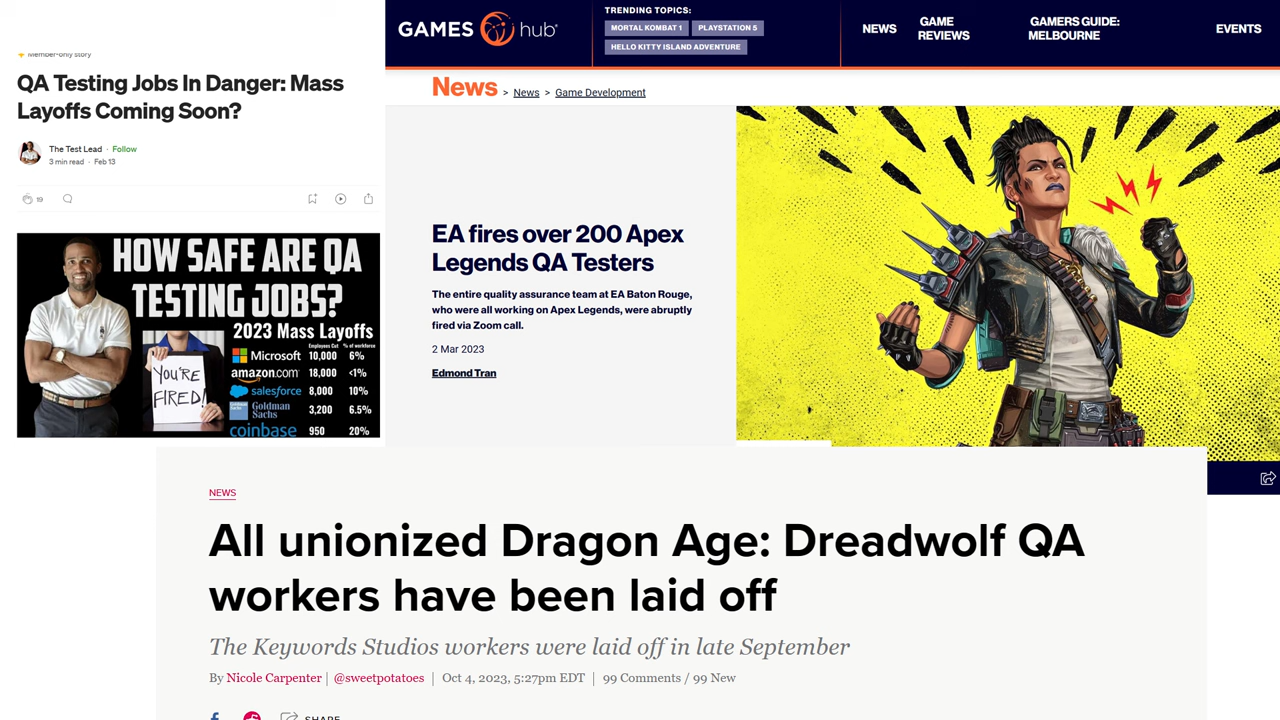 Member-only story
QA Testing Jobs In Danger: Mass
Layoffs Coming Soon?
The Test Lead · Follow
3 min read · Feb 13
19
HOW SAFE ARE QA
TESTING JOBS?
2023 Mass Layoffs
Employees Cut % of workforce
Microsoft 10,000 6%
amazon.com 18,000 <1%
salesforce 8,000 10%
Goldman Sachs Goldman
Sachs 3,200 6.5%
coinbase 950 20%
YOU'RE
FIRED!
GAMES hub
TRENDING TOPICS:
MORTAL KOMBAT 1 PLAYSTATION 5
HELLO KITTY ISLAND ADVENTURE
NEWS
GAME
REVIEWS
GAMERS GUIDE:
MELBOURNE
EVENTS
News > News > Game Development
EA fires over 200 Apex
Legends QA Testers
The entire quality assurance team at EA Baton Rouge,
who were all working on Apex Legends, were abruptly
fired via Zoom call.
2 Mar 2023
Edmond Tran
NEWS
All unionized Dragon Age: Dreadwolf QA
workers have been laid off
The Keywords Studios workers were laid off in late September
By Nicole Carpenter | @sweetpotatoes | Oct 4, 2023, 5:27pm EDT | 99 Comments / 99 New
SHARE